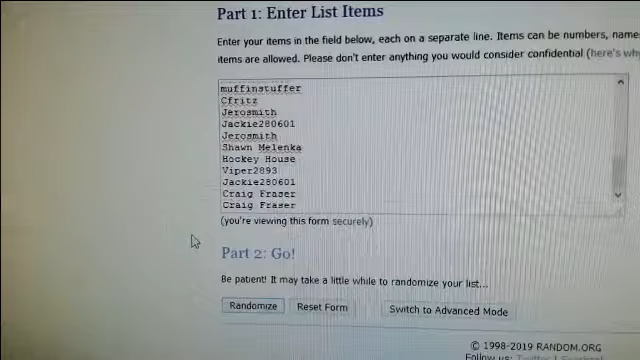 Part 1: Enter List Items
Enter your items in the field below, each on a separate line. Items can be numbers, name
items are allowed. Please don't enter anything you would consider confidential (here's why
muffinstuffer
Cfritz
Jerosmith
Jackie280601
Jerosmith
Shawn Melenka
Hockey House
Viper2893
Jackie280601
Craig Fraser
Craig Fraser
(you're viewing this form securely)
Part 2: Go!
Be patient! It may take a little while to randomize your list...
Randomize Reset Form Switch to Advanced Mode
© 1998-2019 RANDOM.ORG
Follow us: Twitter |